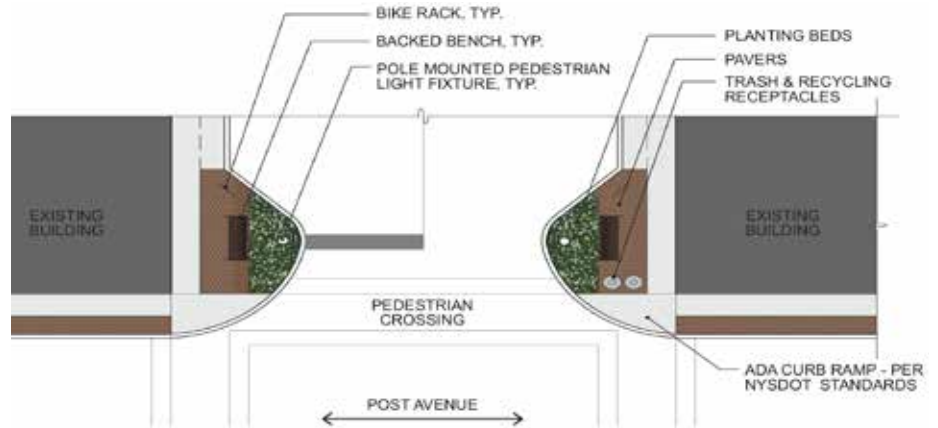 BIKE RACK, TYP.
BACKED BENCH, TYP.
POLE MOUNTED PEDESTRIAN
LIGHT FIXTURE, TYP.
PLANTING BEDS
PAVERS
TRASH & RECYCLING
RECEPTACLES
EXISTING
BUILDING
EXISTING
BUILDING
PEDESTRIAN
CROSSING
ADA CURB RAMP - PER
NYSDOT STANDARDS
POST AVENUE